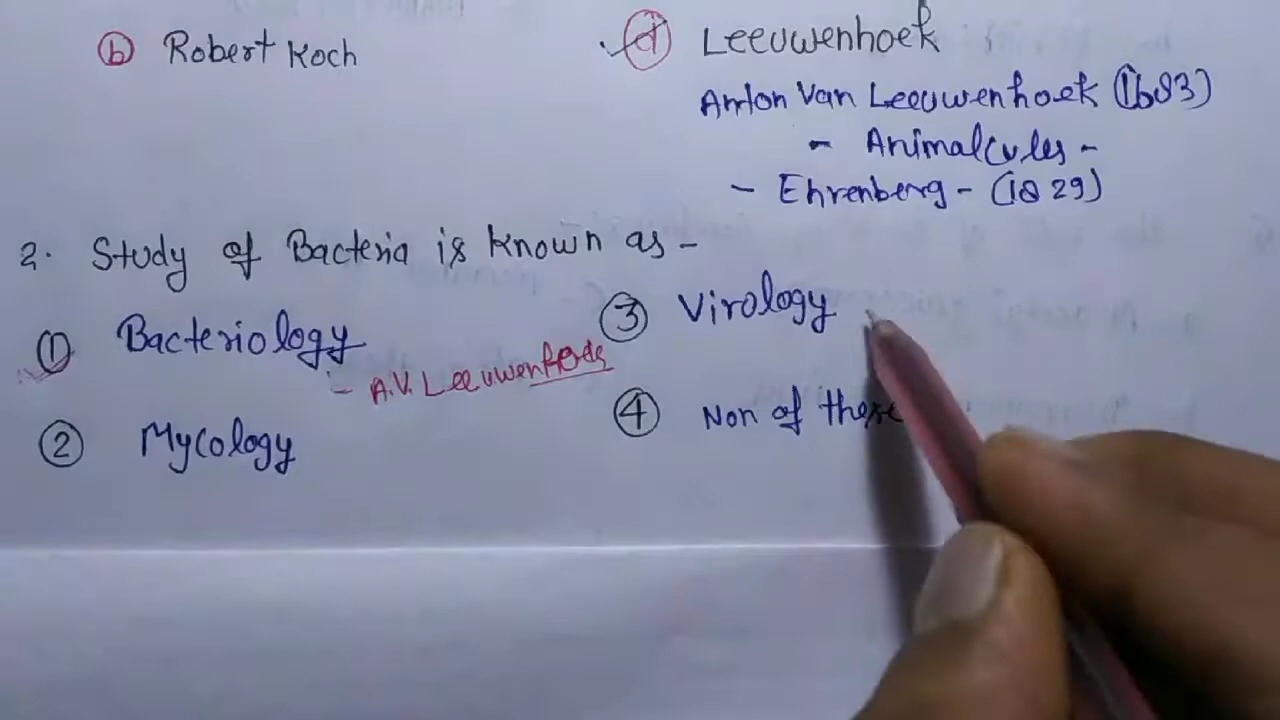 b Robert Koch
d Leeuwenhoek
Anton Van Leeuwenhoek (1683)
- Animalcules -
- Ehrenberg - (1829)
2. Study of Bacteria is known as -
1 Bacteriology
- A.V. Leeuwenhoek
2 Mycology
3 Virology
4 Non of these